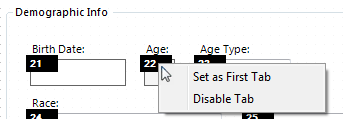 Demographic Info
Birth Date: Age: Age Type:
21 22
Set as First Tab
Disable Tab
Race:
24 25